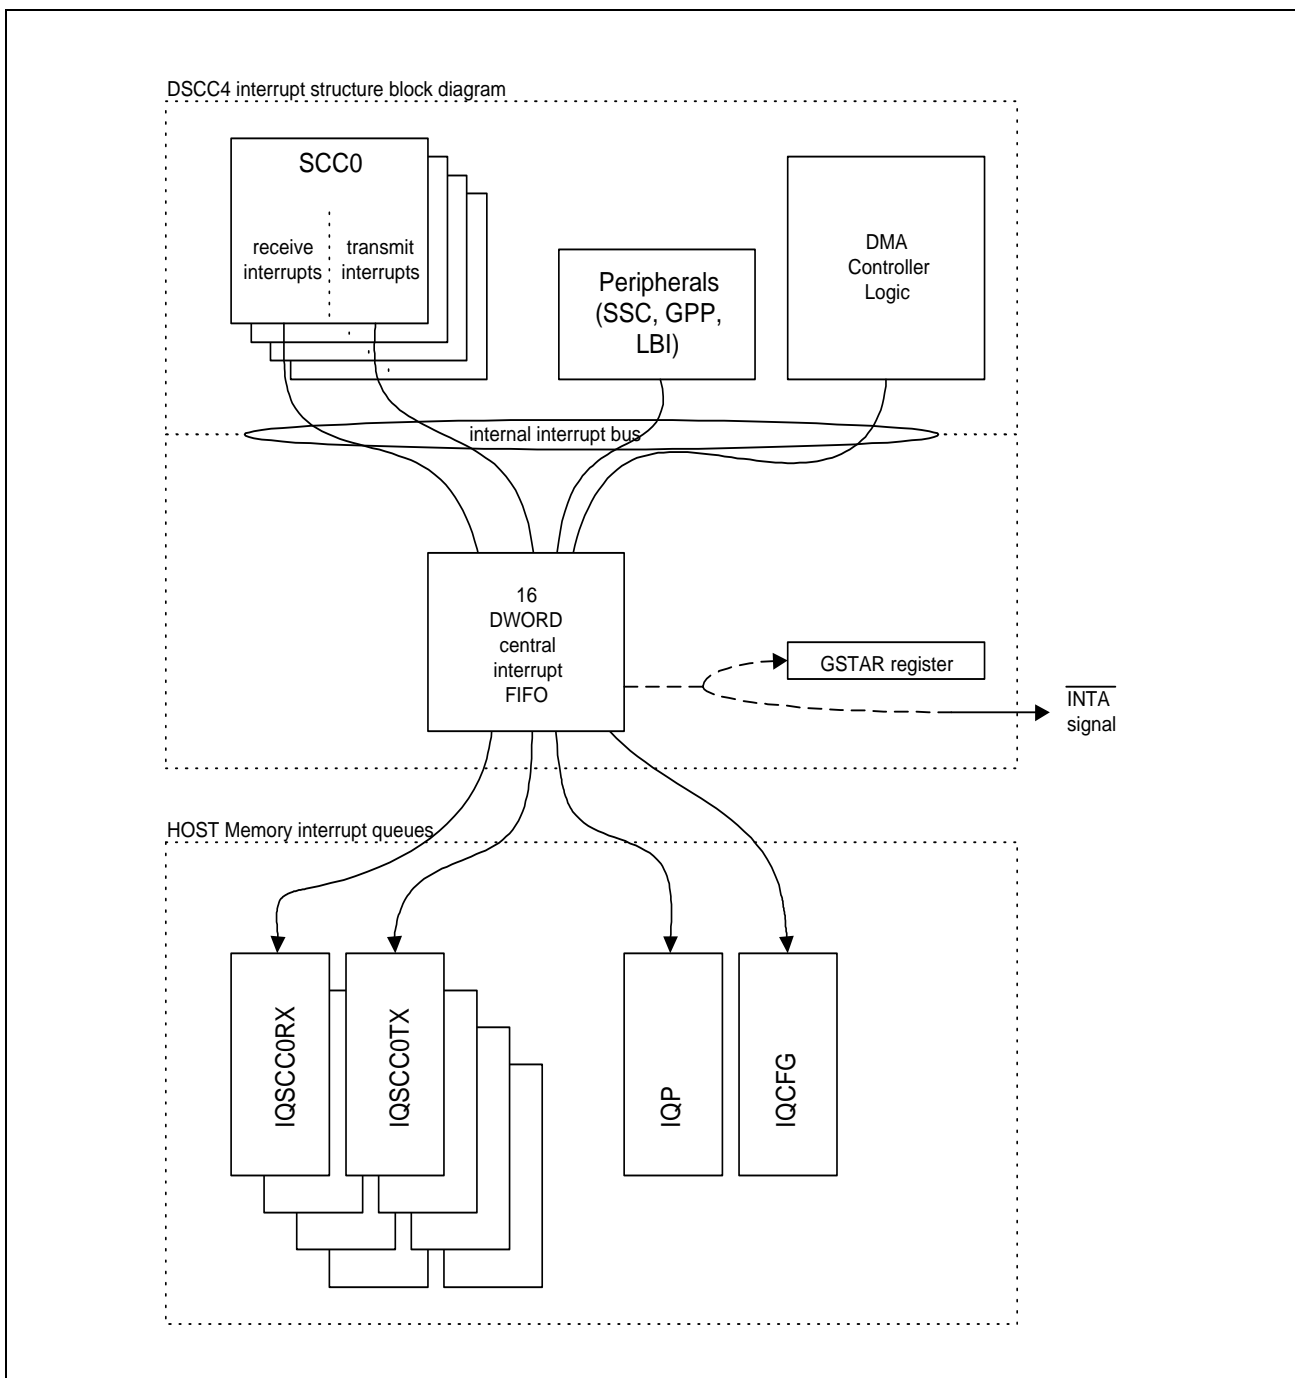 DSCC4 interrupt structure block diagram
SCC0
receive
interrupts
transmit
interrupts
Peripherals
(SSC, GPP,
LBI)
DMA
Controller
Logic
internal interrupt bus
16
DWORD
central
interrupt
FIFO
GSTAR register
INTA
signal
HOST Memory interrupt queues
IQSCC0RX
IQSCC0TX
IQP
IQCFG